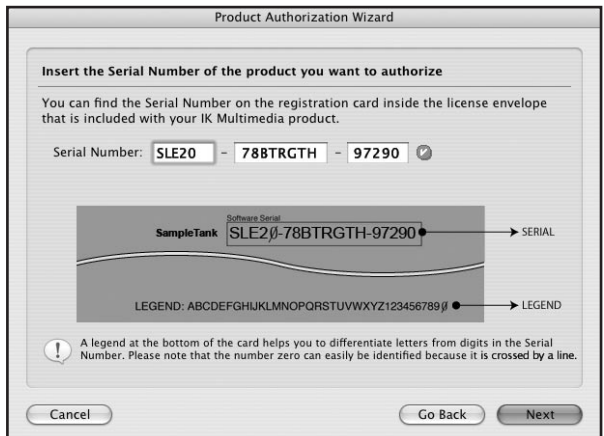 Product Authorization Wizard
Insert the Serial Number of the product you want to authorize
You can find the Serial Number on the registration card inside the license envelope
that is included with your IK Multimedia product.
Serial Number: SLE20 - 78BTRGTH - 97290
Software Serial
SampleTank SLE20̸-78BTRGTH-97290 SERIAL
LEGEND: ABCDEFGHIJKLMNOPQRSTUVWXYZ1234567890̸ LEGEND
! A legend at the bottom of the card helps you to differentiate letters from digits in the Serial
Number. Please note that the number zero can easily be identified because it is crossed by a line.
Cancel Go Back Next